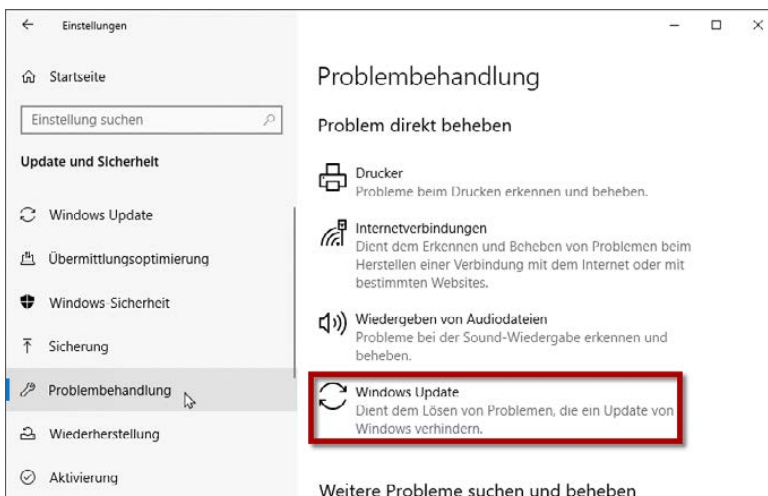 Einstellungen
Startseite
Einstellung suchen
Update und Sicherheit
Windows Update
Übermittlungsoptimierung
Windows-Sicherheit
Sicherung
Problembehandlung
Wiederherstellung
Aktivierung
Problembehandlung
Problem direkt beheben
Drucker
Probleme beim Drucken erkennen und beheben.
Internetverbindungen
Dient dem Erkennen und Beheben von Problemen beim
Herstellen einer Verbindung mit dem Internet oder mit
bestimmten Websites.
Wiedergeben von Audiodateien
Probleme bei der Sound-Wiedergabe erkennen und
beheben.
Windows Update
Dient dem Lösen von Problemen, die ein Update von
Windows verhindern.
Weitere Probleme suchen und beheben